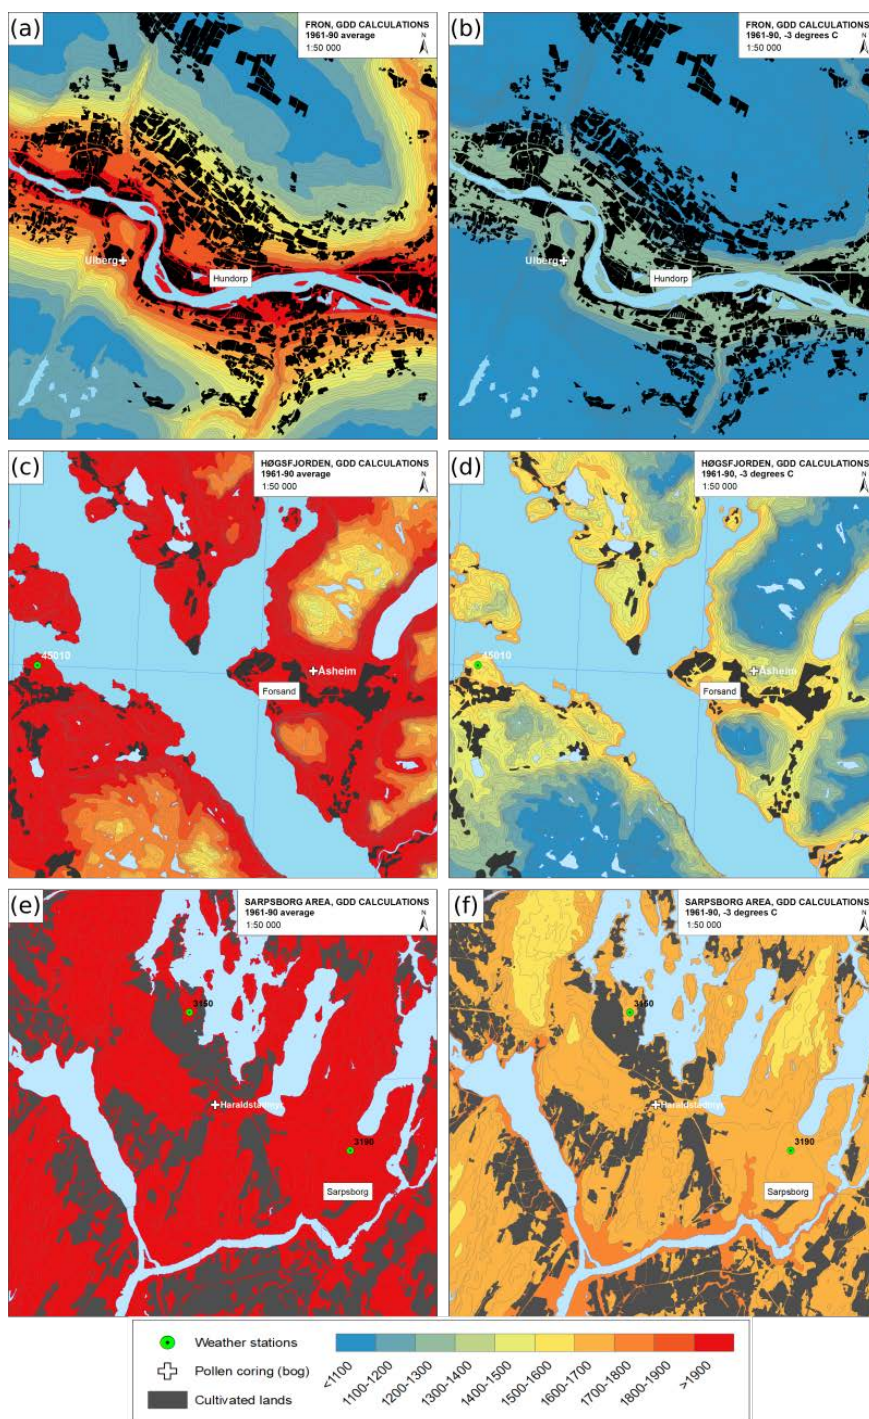 (a)
FRON, GDD CALCULATIONS
1961-90 average
1:50 000
N
Ulberg
Hundorp
(b)
FRON, GDD CALCULATIONS
1961-90, -3 degrees C
1:50 000
N
Ulberg
Hundorp
(c)
HØGSFJORDEN, GDD CALCULATIONS
1961-90 average
1:50 000
N
45010
Åsheim
Forsand
(d)
HØGSFJORDEN, GDD CALCULATIONS
1961-90, -3 degrees C
1:50 000
N
45010
Åsheim
Forsand
(e)
SARPSBORG AREA, GDD CALCULATIONS
1961-90 average
1:50 000
N
3150
3190
Sarpsborg
(f)
SARPSBORG AREA, GDD CALCULATIONS
1961-90, -3 degrees C
1:50 000
N
3150
3190
Sarpsborg
Weather stations
Pollen coring (bog)
Cultivated lands
<1100
1100-1200
1200-1300
1300-1400
1400-1500
1500-1600
1600-1700
1700-1800
1800-1900
>1900